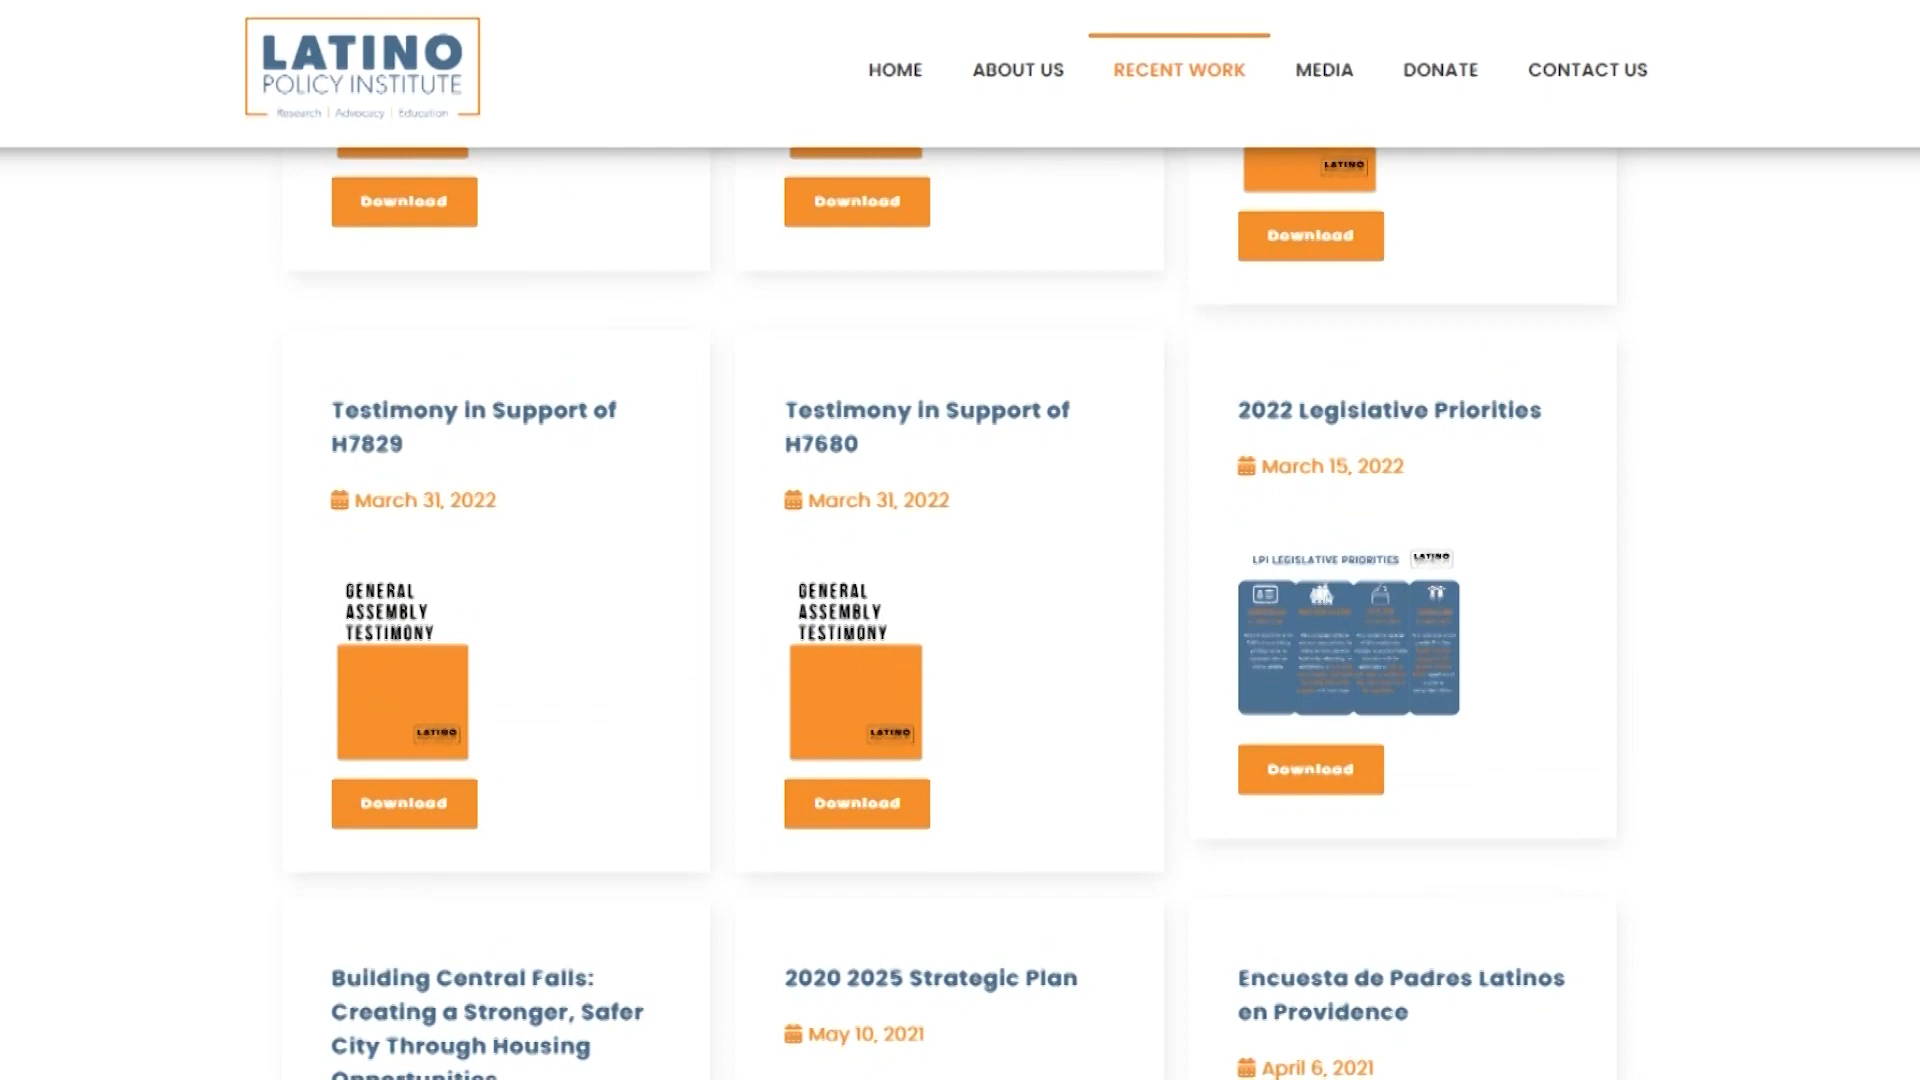 LATINO
POLICY INSTITUTE
Research | Advocacy | Education
HOME
ABOUT US
RECENT WORK
MEDIA
DONATE
CONTACT US
LATINO
Download
Download
Download
Testimony in Support of
H7829
March 31, 2022
GENERAL
ASSEMBLY
TESTIMONY
LATINO
Download
Testimony in Support of
H7680
March 31, 2022
GENERAL
ASSEMBLY
TESTIMONY
LATINO
Download
2022 Legislative Priorities
March 15, 2022
LPI LEGISLATIVE PRIORITIES
LATINO
Download
Building Central Falls:
Creating a Stronger, Safer
City Through Housing
Opportunities
2020 2025 Strategic Plan
May 10, 2021
Encuesta de Padres Latinos
en Providence
April 6, 2021